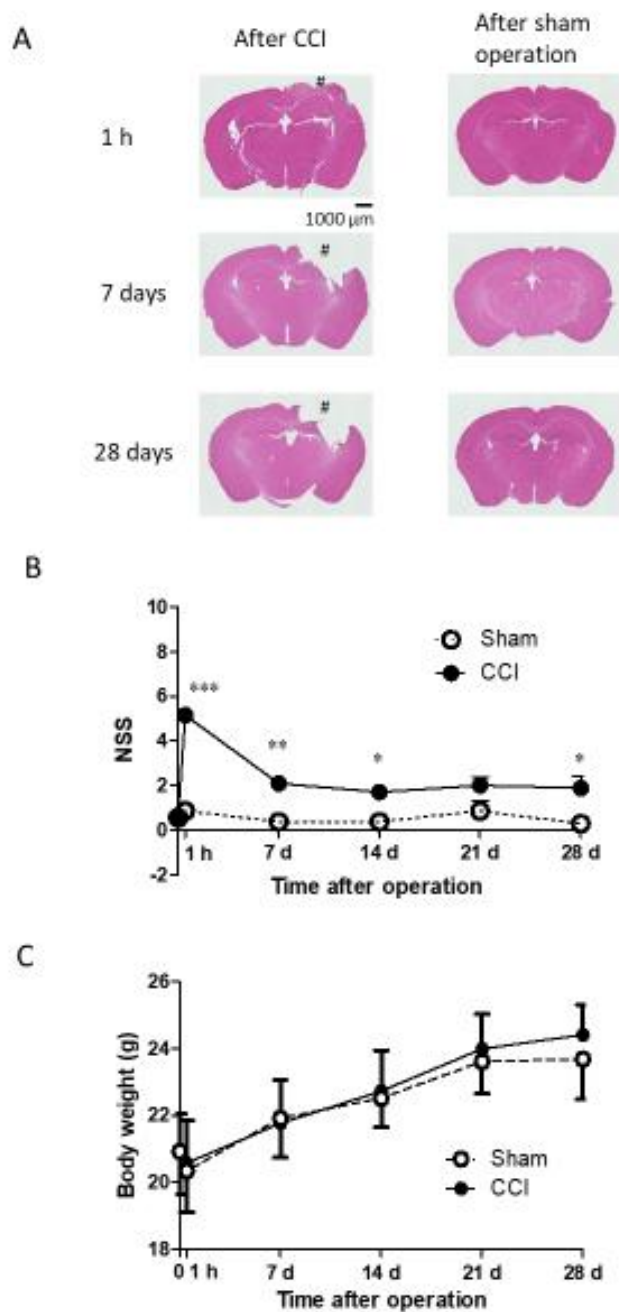 A
After CCI
After sham
operation
#
1 h
1000 µm
#
7 days
#
28 days
B
10
8
6
4
2
0
-2
NSS
***
**
*
*
Sham
CCI
1 h
7 d
14 d
21 d
28 d
Time after operation
C
26
24
22
20
18
Body weight (g)
Sham
CCI
0 1 h
7 d
14 d
21 d
28 d
Time after operation